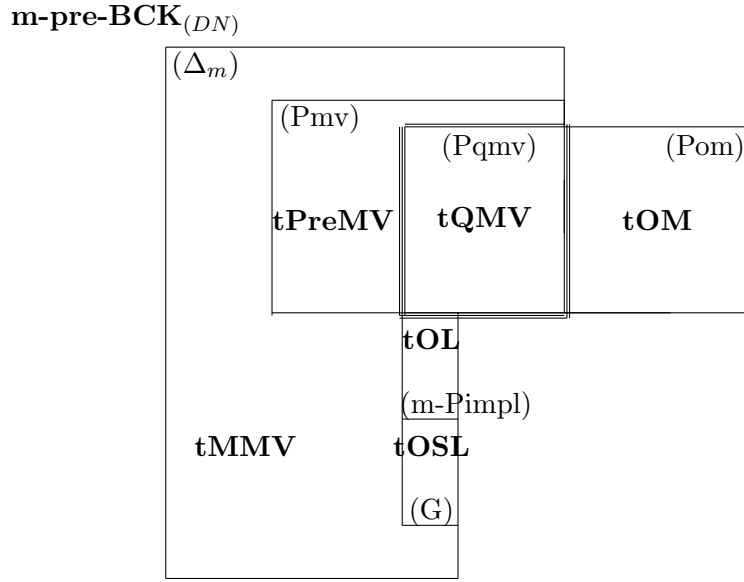 m-pre-BCK(DN)
(Δm)
(Pmv)
(Pqmv)
(Pom)
tPreMV
tQMV
tOM
tOL
(m-Pimpl)
tMMV
tOSL
(G)